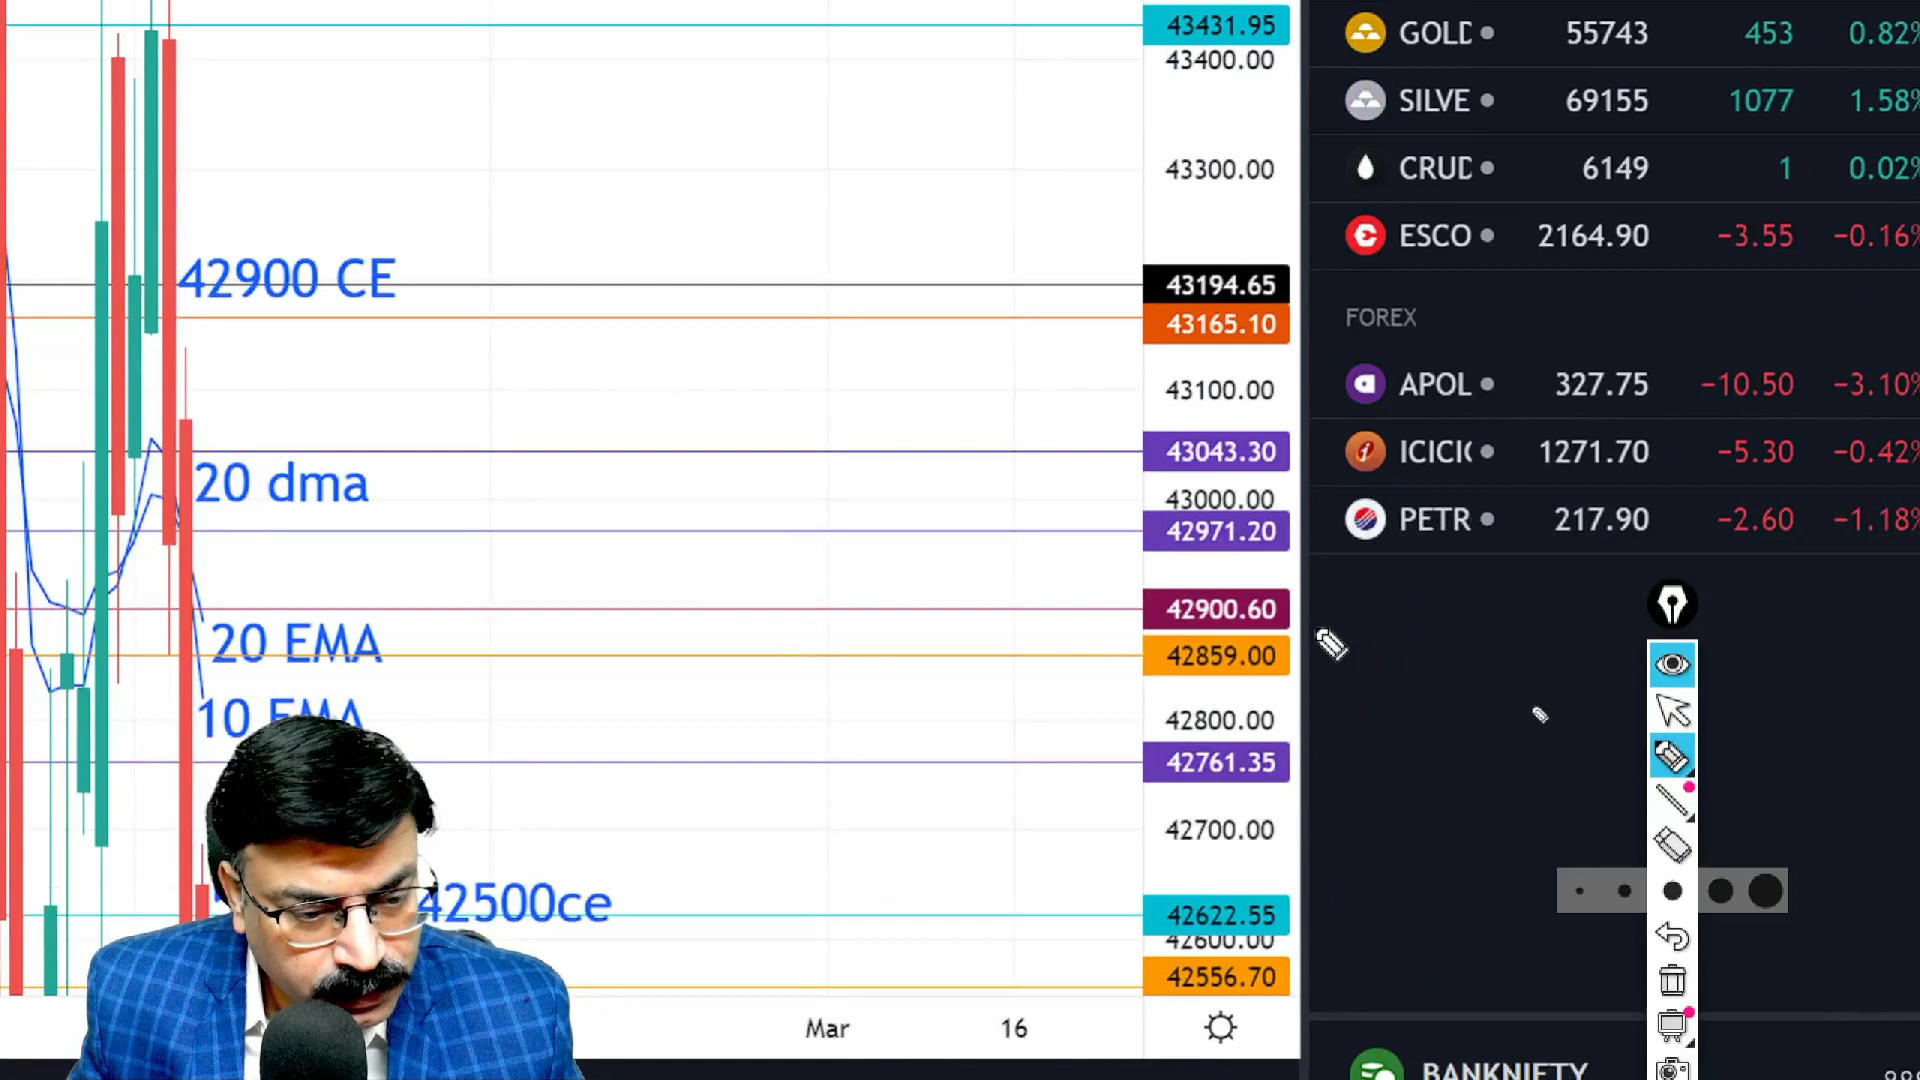 43431.95
43400.00
43300.00
42900 CE
43194.65
43165.10
43100.00
43043.30
20 dma
43000.00
42971.20
42900.60
20 EMA
42859.00
10 EMA
42800.00
42761.35
42700.00
42500ce
42622.55
42600.00
42556.70
Mar
16
GOLD 55743 453 0.82%
SILVE 69155 1077 1.58%
CRUD 6149 1 0.02%
ESCO 2164.90 −3.55 −0.16%
FOREX
APOL 327.75 −10.50 −3.10%
ICICI 1271.70 −5.30 −0.42%
PETR 217.90 −2.60 −1.18%
BANKNIFTY